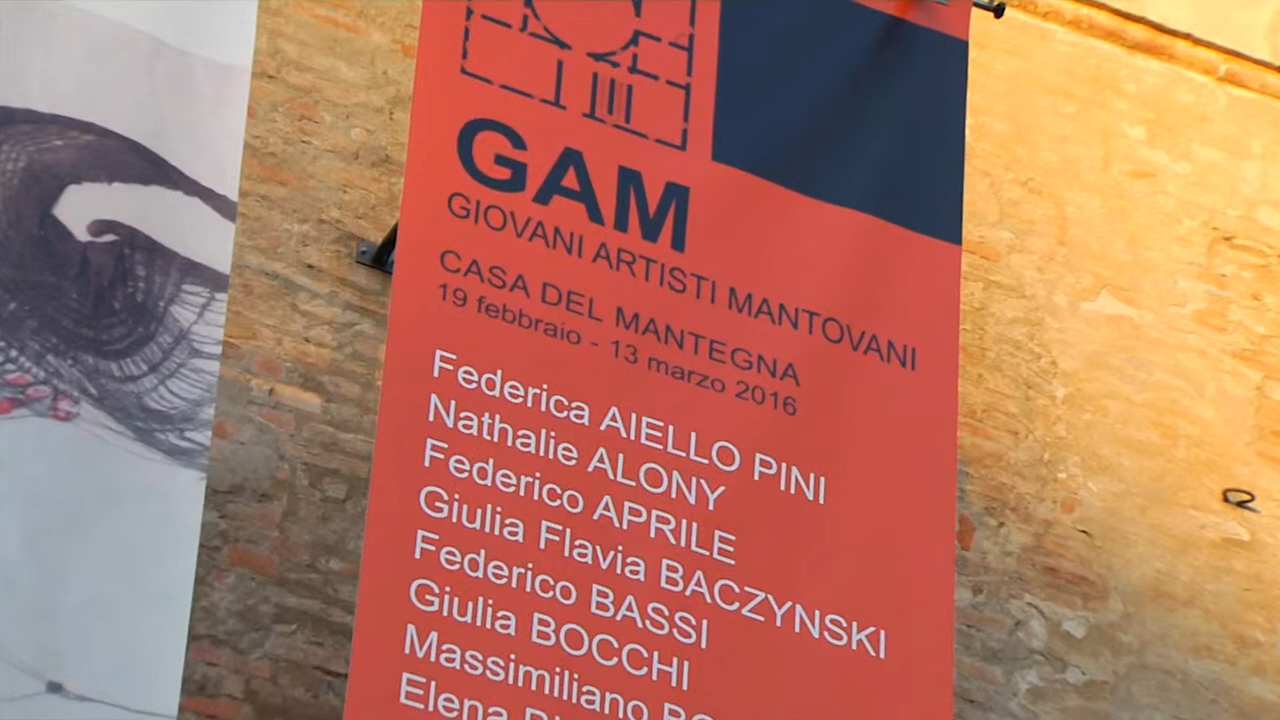 GAM
GIOVANI ARTISTI MANTOVANI
CASA DEL MANTEGNA
19 febbraio - 13 marzo 2016
Federica AIELLO PINI
Nathalie ALONY
Federico APRILE
Giulia Flavia BACZYNSKI
Federico BASSI
Giulia BOCCHI
Massimiliano
Elena